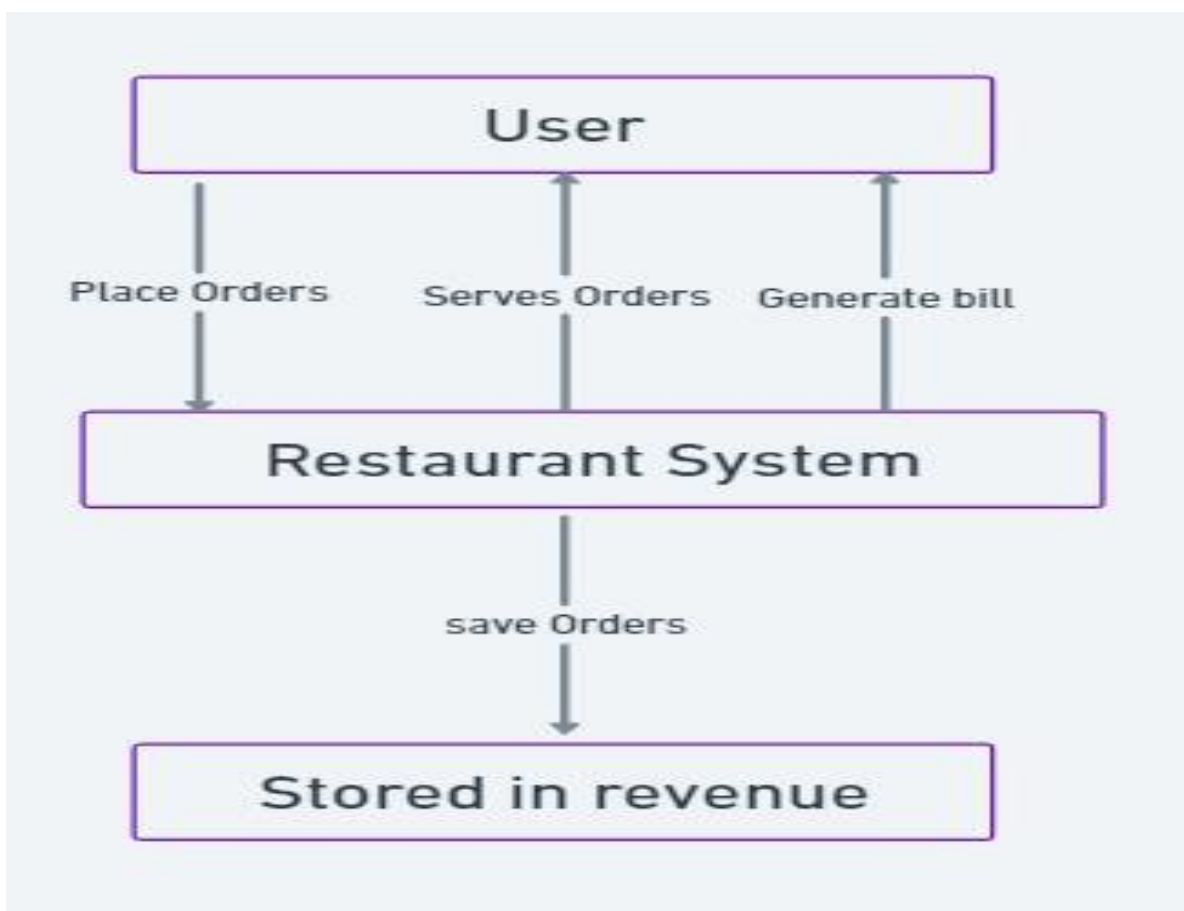 User
Place Orders
Serves Orders
Generate bill
Restaurant System
save Orders
Stored in revenue